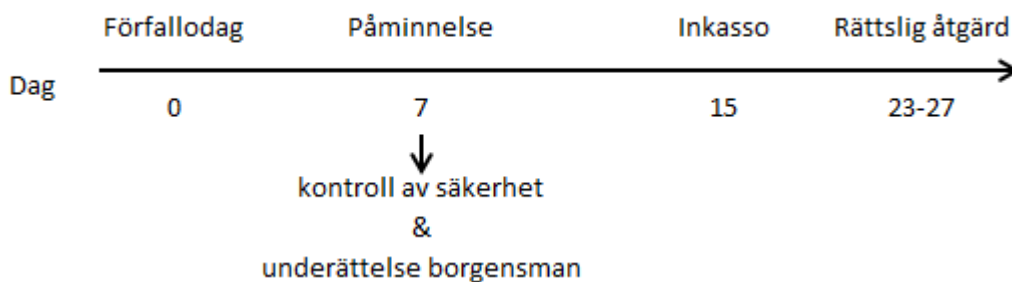 Förfallodag Påminnelse Inkasso Rättslig åtgärd
Dag
0 7 15 23-27
kontroll av säkerhet
&
underättelse borgensman